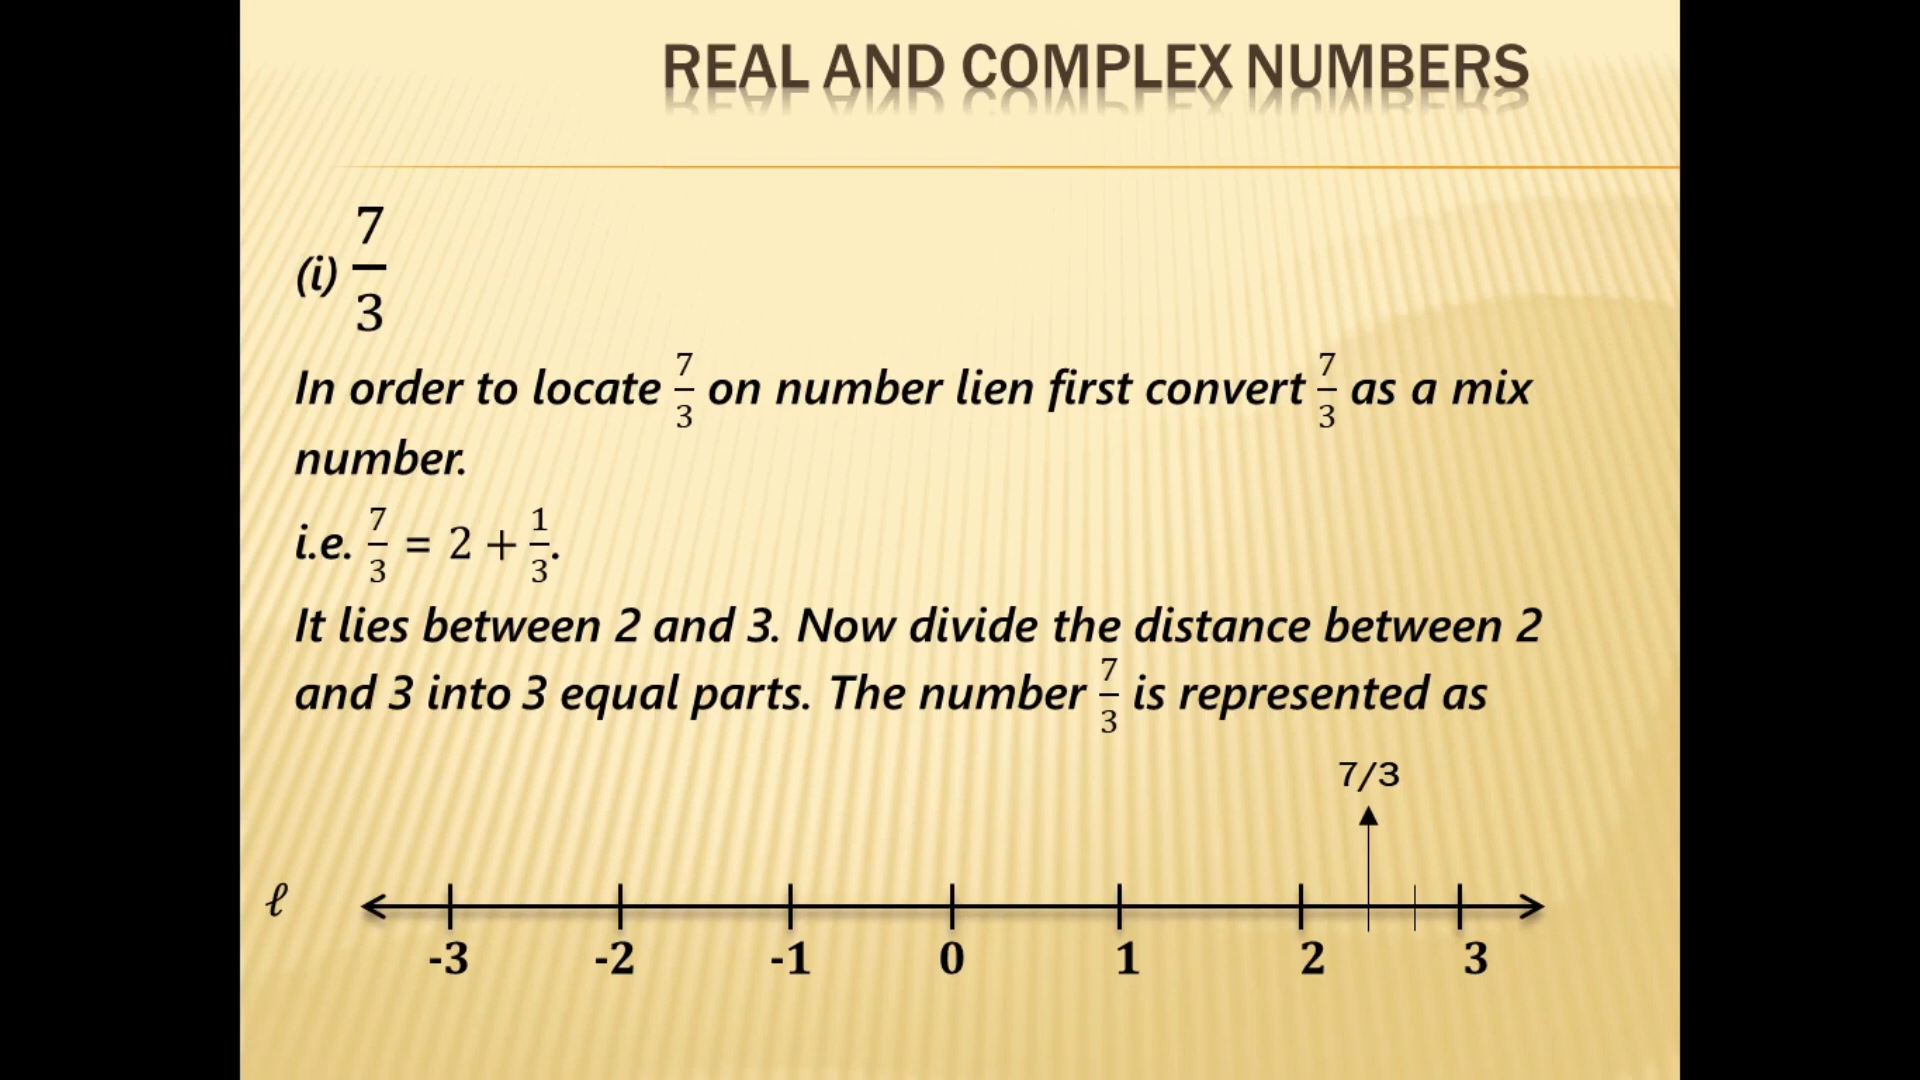 REAL AND COMPLEX NUMBERS
(i) 7/3
In order to locate 7/3 on number lien first convert 7/3 as a mix
number.
i.e. 7/3 = 2 + 1/3.
It lies between 2 and 3. Now divide the distance between 2
and 3 into 3 equal parts. The number 7/3 is represented as
7/3
ℓ
-3 -2 -1 0 1 2 3